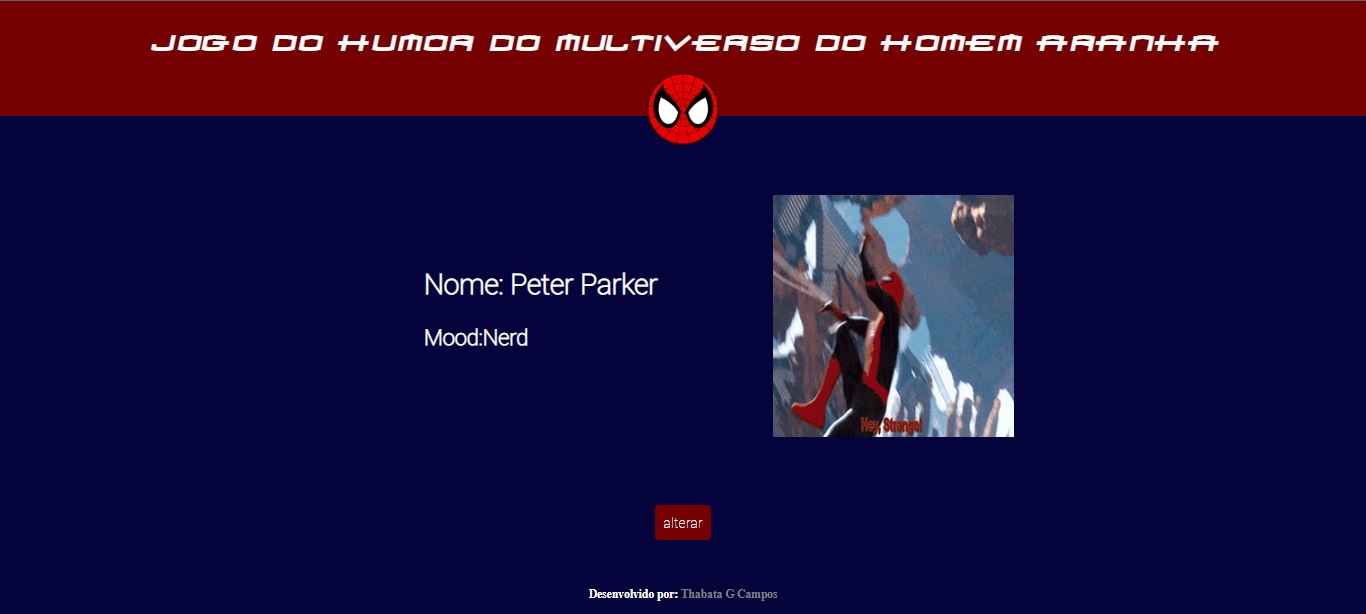 JOGO DO HUMOR DO MULTIVERSO DO HOMEM ARANHA
Nome: Peter Parker
Mood:Nerd
Hey, Strange!
alterar
Desenvolvido por: Thabata G Campos